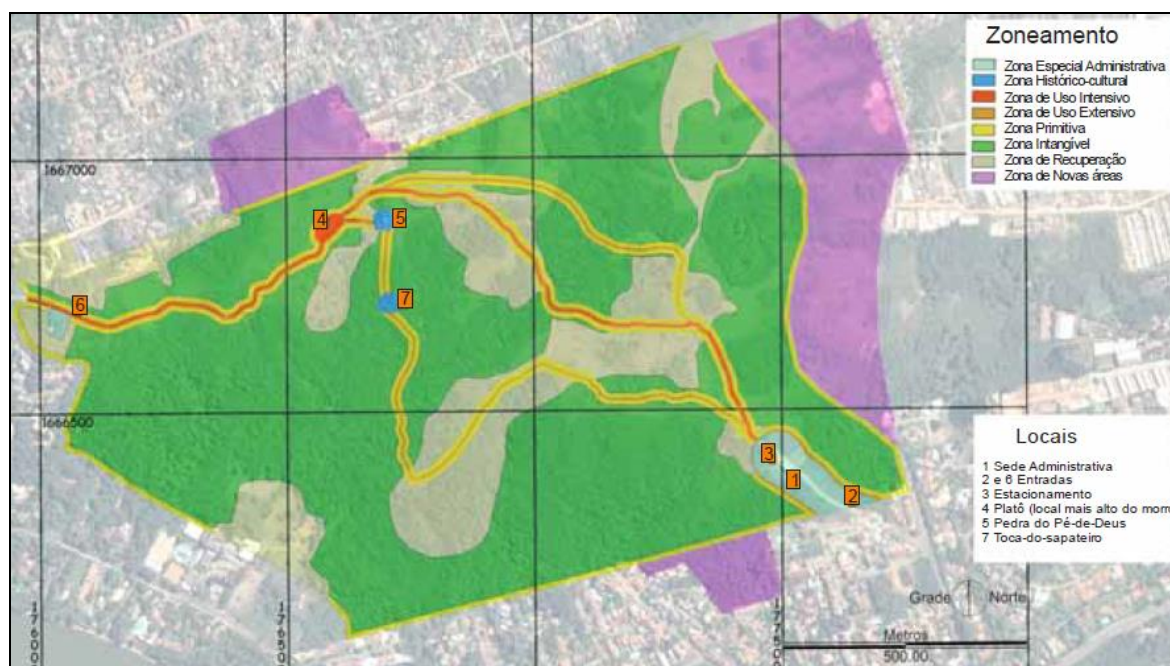 Zoneamento
Zona Especial Administrativa
Zona Histórico-cultural
Zona de Uso Intensivo
Zona de Uso Extensivo
Zona Primitiva
Zona Intangível
Zona de Recuperação
Zona de Novas áreas
1667000
4
5
6
7
1666500
Locais
1 Sede Administrativa
2 e 6 Entradas
3 Estacionamento
4 Platô (local mais alto do morr
5 Pedra do Pé-de-Deus
7 Toca-do-sapateiro
3
1
2
Grade Norte
Metros
500.00